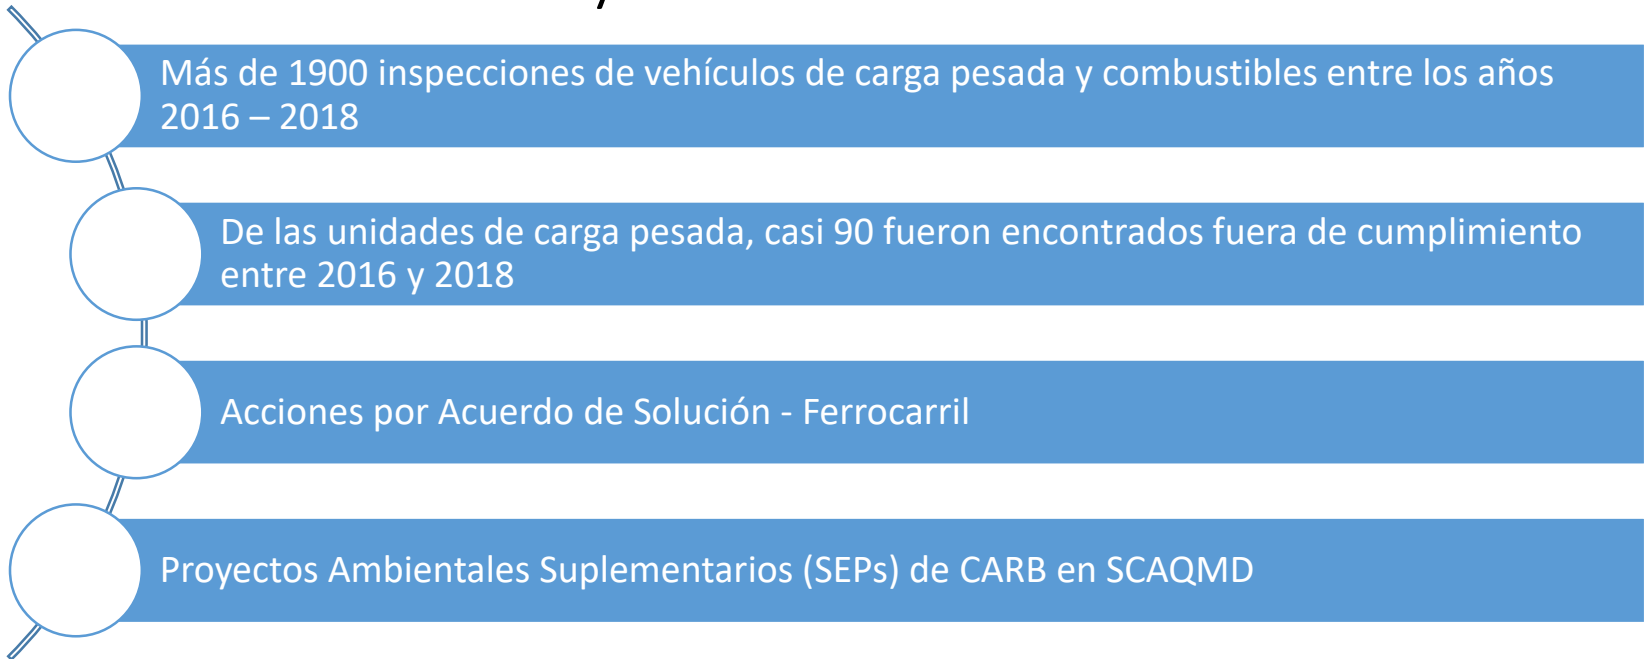 Más de 1900 inspecciones de vehículos de carga pesada y combustibles entre los años
2016 – 2018
De las unidades de carga pesada, casi 90 fueron encontrados fuera de cumplimiento
entre 2016 y 2018
Acciones por Acuerdo de Solución - Ferrocarril
Proyectos Ambientales Suplementarios (SEPs) de CARB en SCAQMD